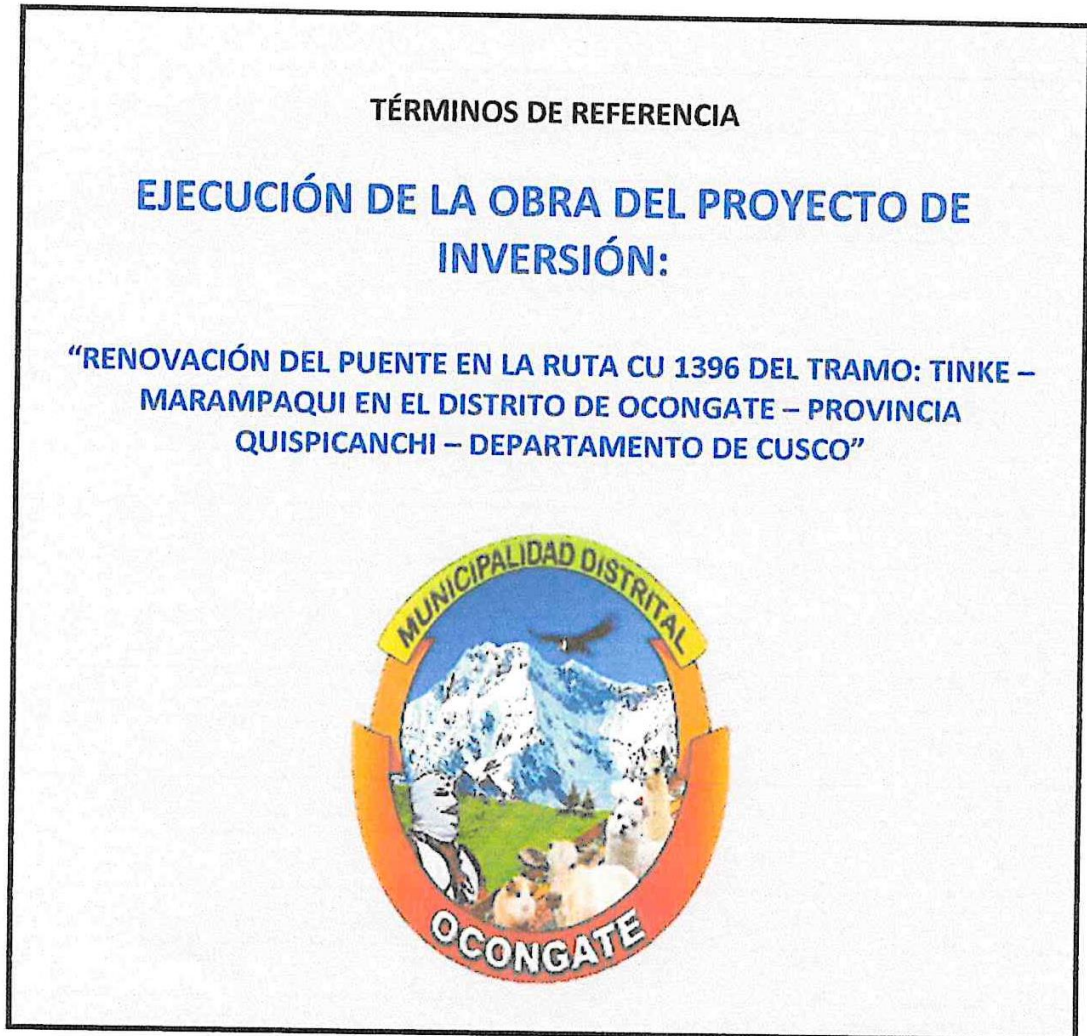 TÉRMINOS DE REFERENCIA
EJECUCIÓN DE LA OBRA DEL PROYECTO DE
INVERSIÓN:
“RENOVACIÓN DEL PUENTE EN LA RUTA CU 1396 DEL TRAMO: TINKE –
MARAMPAQUI EN EL DISTRITO DE OCONGATE – PROVINCIA
QUISPICANCHI – DEPARTAMENTO DE CUSCO”
MUNICIPALIDAD DISTRITAL
OCONGATE